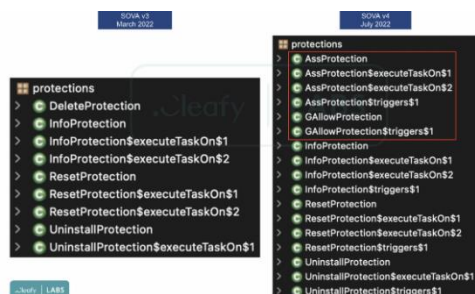 SOVA v3
March 2022
protections
DeleteProtection
InfoProtection
InfoProtection$executeTaskOn$1
InfoProtection$executeTaskOn$2
ResetProtection
ResetProtection$executeTaskOn$1
ResetProtection$executeTaskOn$2
UninstallProtection
UninstallProtection$executeTaskOn$1
Cleafy
Cleafy | LABS
SOVA v4
July 2022
protections
AssProtection
AssProtection$executeTaskOn$1
AssProtection$executeTaskOn$2
AssProtection$triggers$1
GAllowProtection
GAllowProtection$triggers$1
InfoProtection
InfoProtection$executeTaskOn$1
InfoProtection$executeTaskOn$2
InfoProtection$triggers$1
ResetProtection
ResetProtection$executeTaskOn$1
ResetProtection$executeTaskOn$2
ResetProtection$triggers$1
UninstallProtection
UninstallProtection$executeTaskOn$1
UninstallProtection$triggers$1